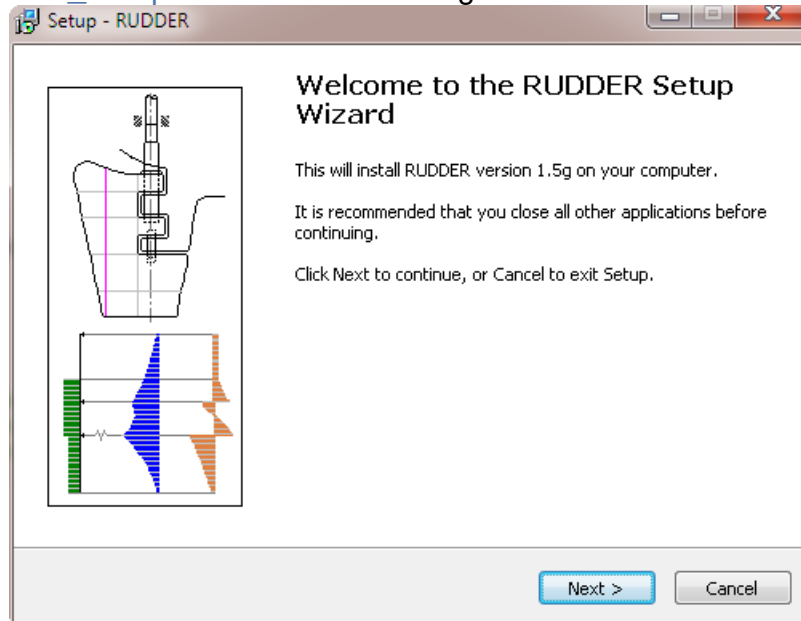 Setup - RUDDER
Welcome to the RUDDER Setup
Wizard
This will install RUDDER version 1.5g on your computer.
It is recommended that you close all other applications before
continuing.
Click Next to continue, or Cancel to exit Setup.
Next >
Cancel